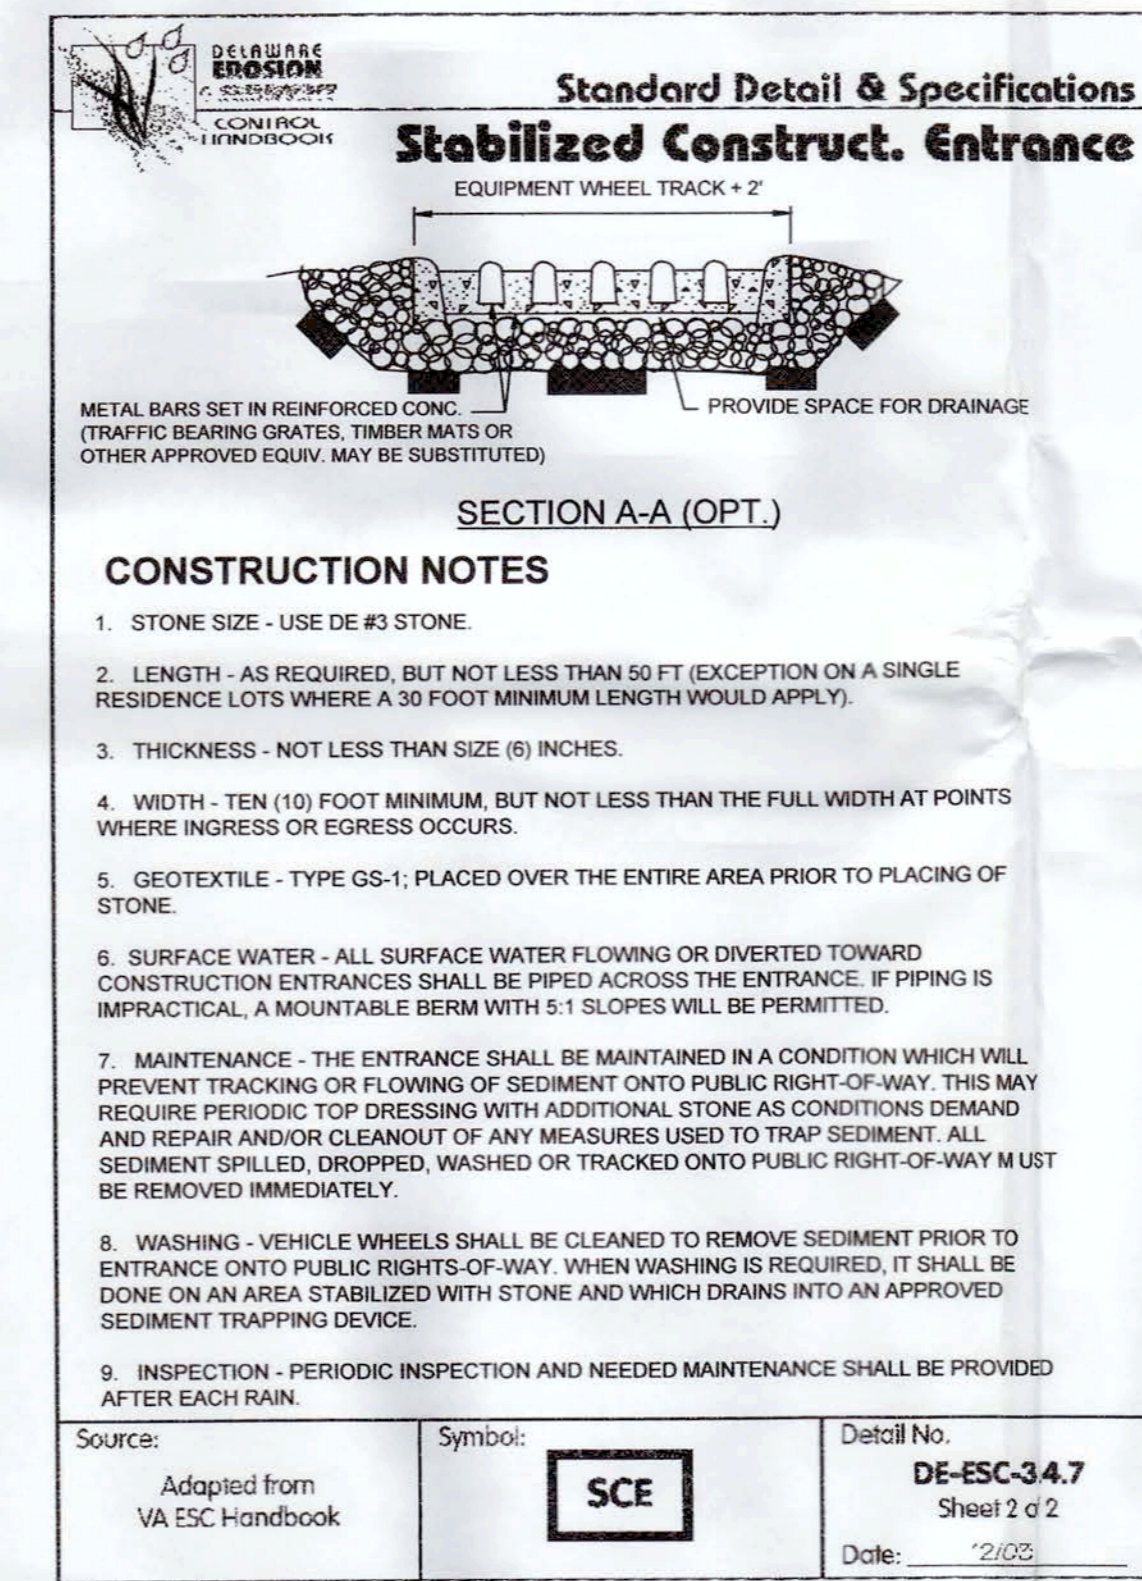 DELAWARE
EROSION
CONTROL
HANDBOOK
Standard Detail & Specifications
Stabilized Construct. Entrance
EQUIPMENT WHEEL TRACK + 2'
METAL BARS SET IN REINFORCED CONC.
(TRAFFIC BEARING GRATES, TIMBER MATS OR
OTHER APPROVED EQUIV. MAY BE SUBSTITUTED)
PROVIDE SPACE FOR DRAINAGE
SECTION A-A (OPT.)
CONSTRUCTION NOTES
1. STONE SIZE - USE DE #3 STONE.
2. LENGTH - AS REQUIRED, BUT NOT LESS THAN 50 FT (EXCEPTION ON A SINGLE
RESIDENCE LOTS WHERE A 30 FOOT MINIMUM LENGTH WOULD APPLY).
3. THICKNESS - NOT LESS THAN SIZE (6) INCHES.
4. WIDTH - TEN (10) FOOT MINIMUM, BUT NOT LESS THAN THE FULL WIDTH AT POINTS
WHERE INGRESS OR EGRESS OCCURS.
5. GEOTEXTILE - TYPE GS-1; PLACED OVER THE ENTIRE AREA PRIOR TO PLACING OF
STONE.
6. SURFACE WATER - ALL SURFACE WATER FLOWING OR DIVERTED TOWARD
CONSTRUCTION ENTRANCES SHALL BE PIPED ACROSS THE ENTRANCE. IF PIPING IS
IMPRACTICAL, A MOUNTABLE BERM WITH 5:1 SLOPES WILL BE PERMITTED.
7. MAINTENANCE - THE ENTRANCE SHALL BE MAINTAINED IN A CONDITION WHICH WILL
PREVENT TRACKING OR FLOWING OF SEDIMENT ONTO PUBLIC RIGHT-OF-WAY. THIS MAY
REQUIRE PERIODIC TOP DRESSING WITH ADDITIONAL STONE AS CONDITIONS DEMAND
AND REPAIR AND/OR CLEANOUT OF ANY MEASURES USED TO TRAP SEDIMENT. ALL
SEDIMENT SPILLED, DROPPED, WASHED OR TRACKED ONTO PUBLIC RIGHT-OF-WAY MUST
BE REMOVED IMMEDIATELY.
8. WASHING - VEHICLE WHEELS SHALL BE CLEANED TO REMOVE SEDIMENT PRIOR TO
ENTRANCE ONTO PUBLIC RIGHTS-OF-WAY. WHEN WASHING IS REQUIRED, IT SHALL BE
DONE ON AN AREA STABILIZED WITH STONE AND WHICH DRAINS INTO AN APPROVED
SEDIMENT TRAPPING DEVICE.
9. INSPECTION - PERIODIC INSPECTION AND NEEDED MAINTENANCE SHALL BE PROVIDED
AFTER EACH RAIN.
Source:
Adapted from
VA ESC Handbook
Symbol:
SCE
Detail No.
DE-ESC-3.4.7
Sheet 2 of 2
Date: